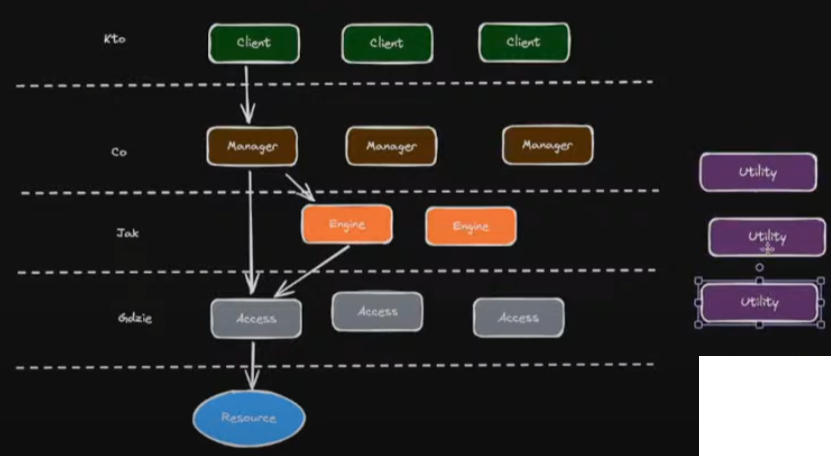 Kto
Client
Client
Client
Co
Manager
Manager
Manager
Utility
Jak
Engine
Engine
Utility
Gdzie
Access
Access
Access
Utility
Resource